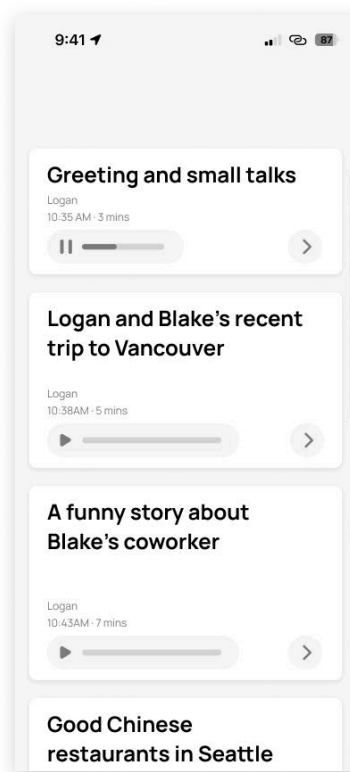 9:41
87
Greeting and small talks
Logan
10:35 AM · 3 mins
Logan and Blake's recent
trip to Vancouver
Logan
10:38AM · 5 mins
A funny story about
Blake's coworker
Logan
10:43AM · 7 mins
Good Chinese
restaurants in Seattle